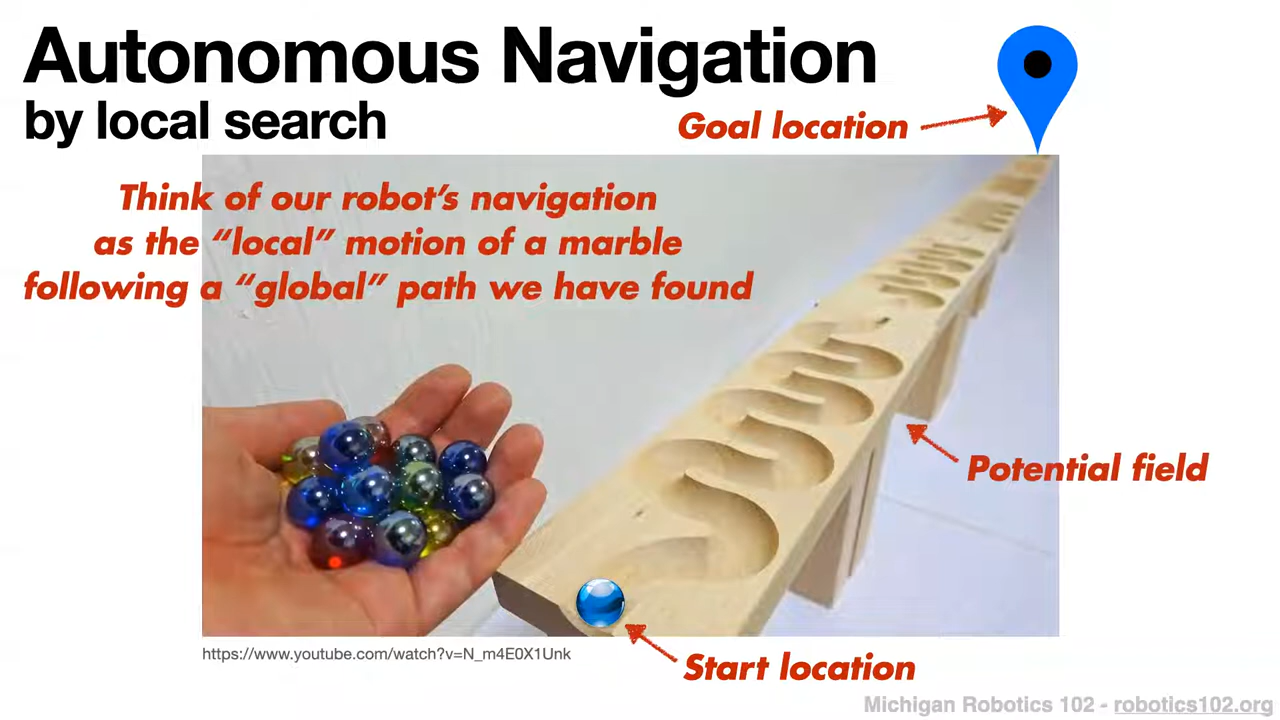 Autonomous Navigation
by local search
Goal location
Think of our robot’s navigation
as the “local” motion of a marble
following a “global” path we have found
Potential field
Start location
https://www.youtube.com/watch?v=N_m4E0X1Unk
Michigan Robotics 102 - robotics102.org